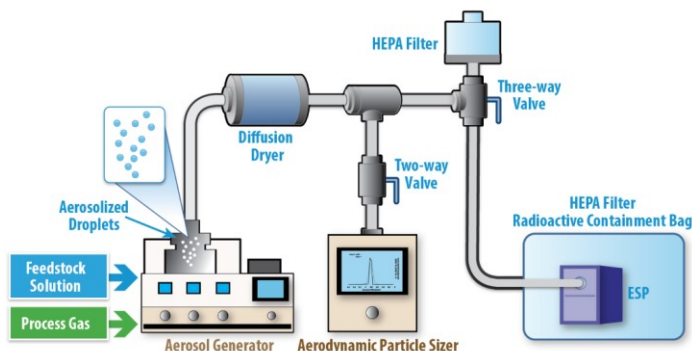 HEPA Filter
Three-way
Valve
Diffusion
Dryer
Two-way
Valve
Aerosolized
Droplets
HEPA Filter
Radioactive Containment Bag
Feedstock
Solution
ESP
Process Gas
Aerosol Generator
Aerodynamic Particle Sizer